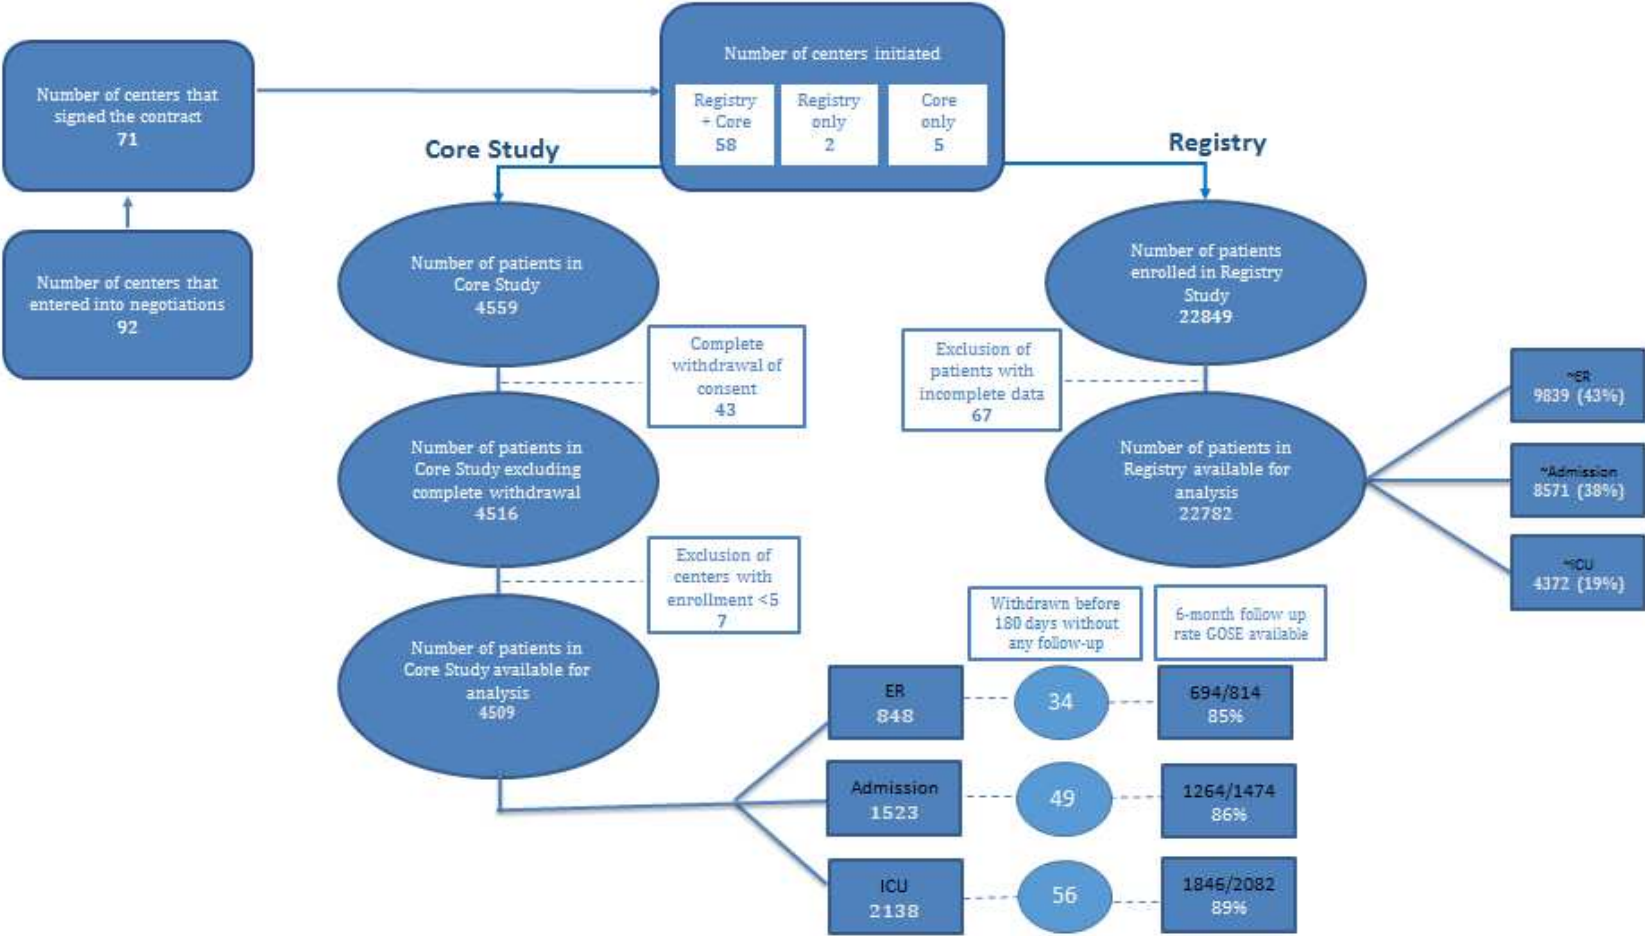 Number of centers initiated
Registry
+ Core
58
Registry
only
2
Core
only
5
Number of centers that
signed the contract
71
Number of centers that
entered into negotiations
92
Core Study
Registry
Number of patients in
Core Study
4559
Complete
withdrawal of
consent
43
Number of patients in
Core Study excluding
complete withdrawal
4516
Exclusion of
centers with
enrollment <5
7
Number of patients in
Core Study available for
analysis
4509
Number of patients
enrolled in Registry
Study
22849
Exclusion of
patients with
incomplete data
67
Number of patients in
Registry available for
analysis
22782
~ER
9839 (43%)
~Admission
8571 (38%)
~ICU
4372 (19%)
Withdrawn before
180 days without
any follow-up
6-month follow up
rate GOSE available
ER
848
34
694/814
85%
Admission
1523
49
1264/1474
86%
ICU
2138
56
1846/2082
89%